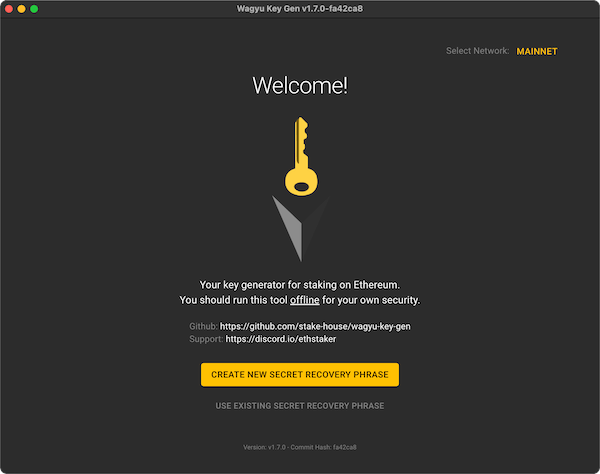 Wagyu Key Gen v1.7.0-fa42ca8
Select Network: MAINNET
Welcome!
Your key generator for staking on Ethereum.
You should run this tool offline for your own security.
Github: https://github.com/stake-house/wagyu-key-gen
Support: https://discord.io/ethstaker
CREATE NEW SECRET RECOVERY PHRASE
USE EXISTING SECRET RECOVERY PHRASE
Version: v1.7.0 - Commit Hash: fa42ca8